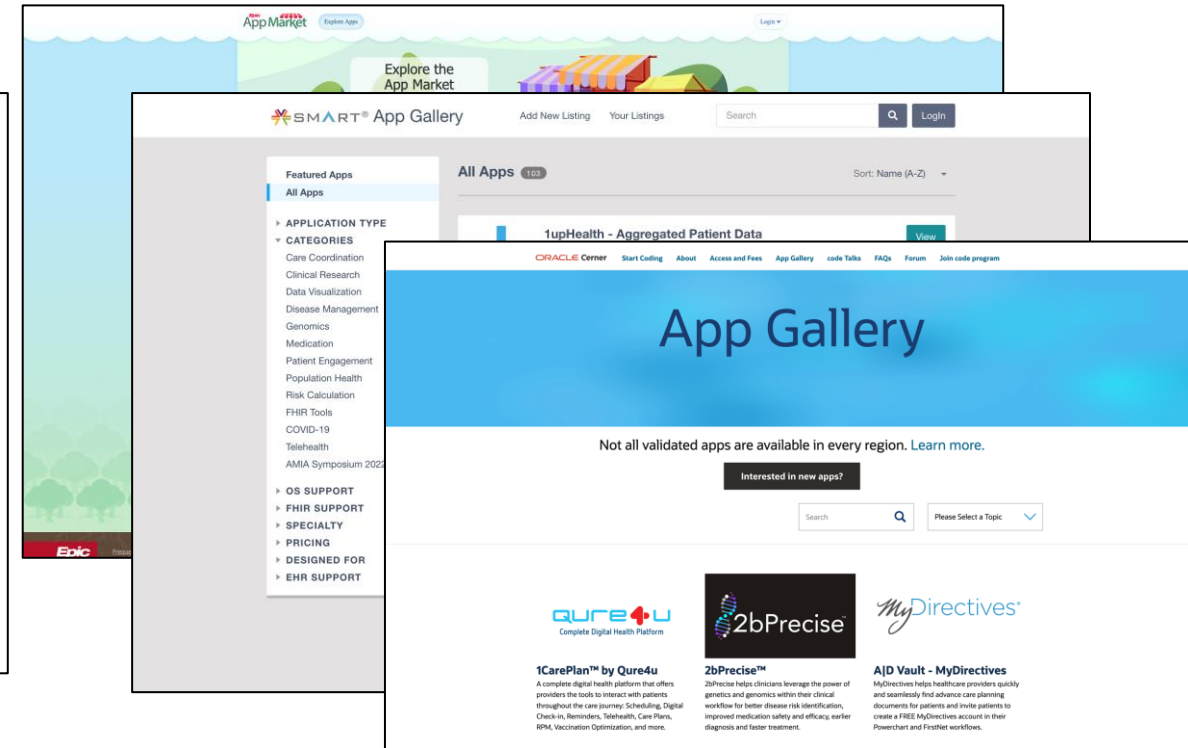 Epic
App Market
Explore Apps
Login
Explore the
App Market
SMART® App Gallery
Add New Listing
Your Listings
Search
LogIn
Featured Apps
All Apps
APPLICATION TYPE
CATEGORIES
Care Coordination
Clinical Research
Data Visualization
Disease Management
Genomics
Medication
Patient Engagement
Population Health
Risk Calculation
FHIR Tools
COVID-19
Telehealth
AMIA Symposium 2022
OS SUPPORT
FHIR SUPPORT
SPECIALTY
PRICING
DESIGNED FOR
EHR SUPPORT
All Apps 103
Sort: Name (A-Z)
1upHealth - Aggregated Patient Data
View
Epic
ORACLE Cerner
Start Coding
About
Access and Fees
App Gallery
code Talks
FAQs
Forum
Join code program
App Gallery
Not all validated apps are available in every region. Learn more.
Interested in new apps?
Search
Please Select a Topic
Qure4u
Complete Digital Health Platform
1CarePlan™ by Qure4u
A complete digital health platform that offers
providers the tools to interact with patients
throughout the care journey: Scheduling, Digital
Check-in, Reminders, Telehealth, Care Plans,
RPM, Vaccination Optimization, and more.
2bPrecise™
2bPrecise™
2bPrecise helps clinicians leverage the power of
genetics and genomics within their clinical
workflow for better disease risk identification,
improved medication safety and efficacy, earlier
diagnosis and faster treatment.
MyDirectives®
A|D Vault - MyDirectives
MyDirectives helps healthcare providers quickly
and seamlessly find advance care planning
documents for patients and invite patients to
create a FREE MyDirectives account in their
Powerchart and FirstNet workflows.